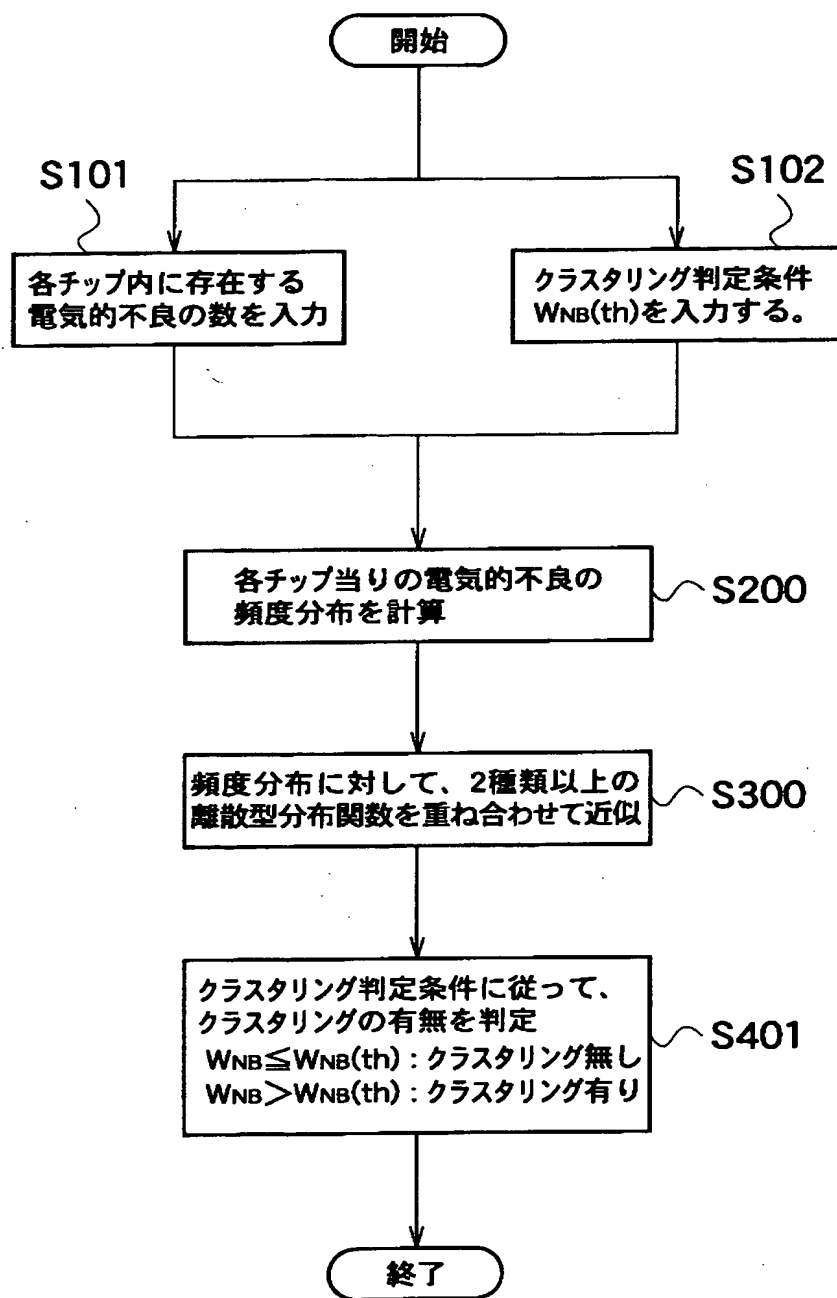 開始
S101
S102
各チップ内に存在する
電気的不良の数を入力
クラスタリング判定条件
WNB(th)を入力する。
各チップ当りの電気的不良の
頻度分布を計算
S200
頻度分布に対して、2種類以上の
離散型分布関数を重ね合わせて近似
S300
クラスタリング判定条件に従って、
クラスタリングの有無を判定
WNB≦WNB(th) : クラスタリング無し
WNB＞WNB(th) : クラスタリング有り
S401
終了